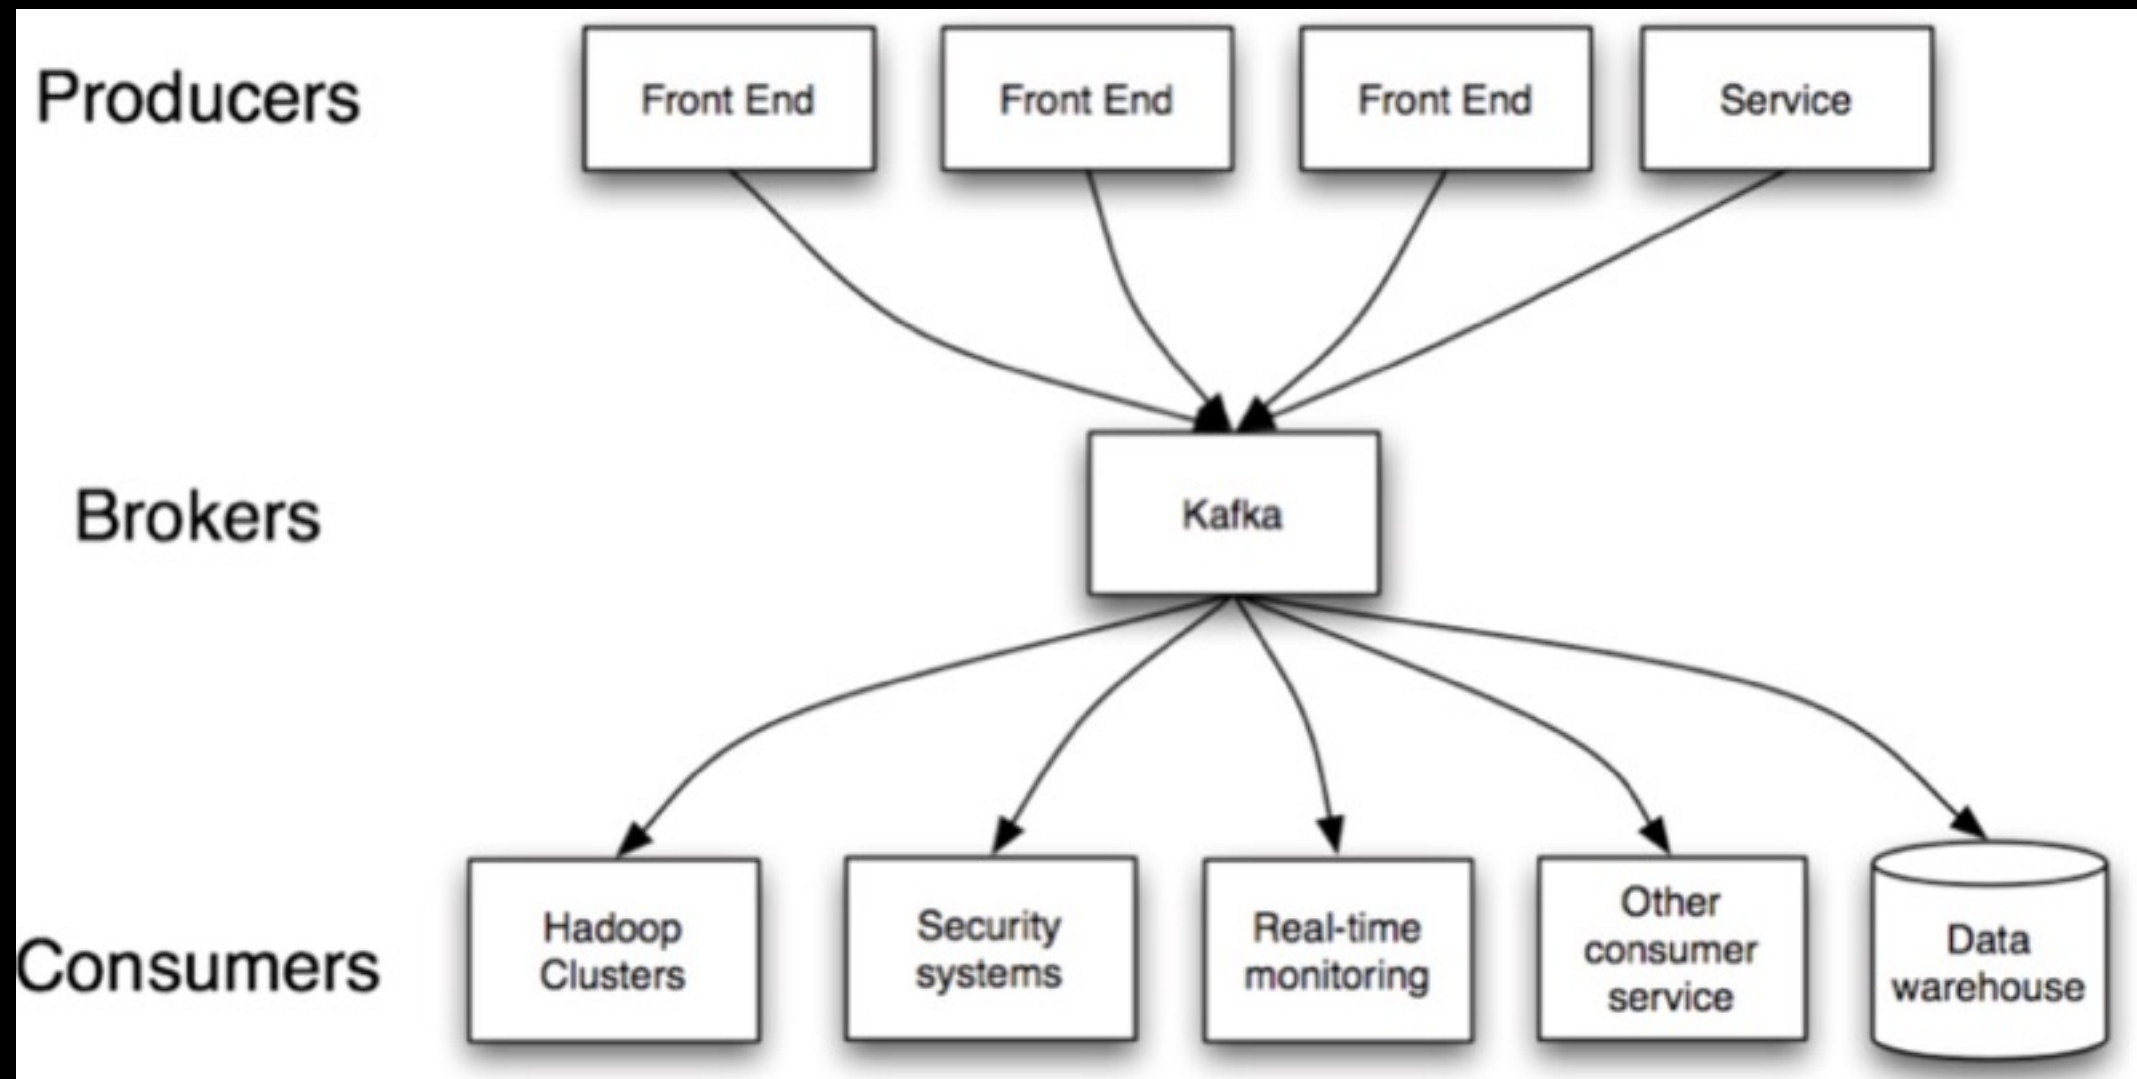 Producers
Front End
Front End
Front End
Service
Brokers
Kafka
Consumers
Hadoop
Clusters
Security
systems
Real-time
monitoring
Other
consumer
service
Data
warehouse